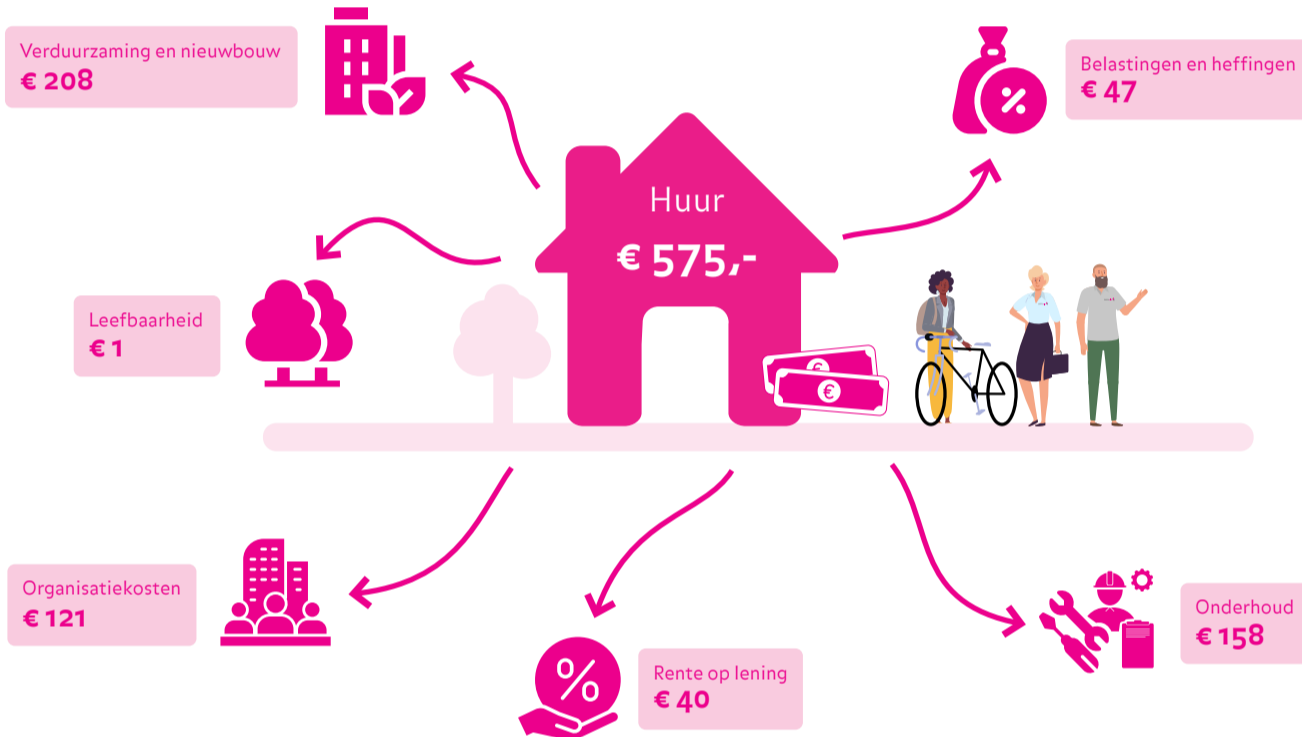 Verduurzaming en nieuwbouw
€ 208
Belastingen en heffingen
€ 47
Huur
€ 575,-
Leefbaarheid
€ 1
Organisatiekosten
€ 121
Rente op lening
€ 40
Onderhoud
€ 158